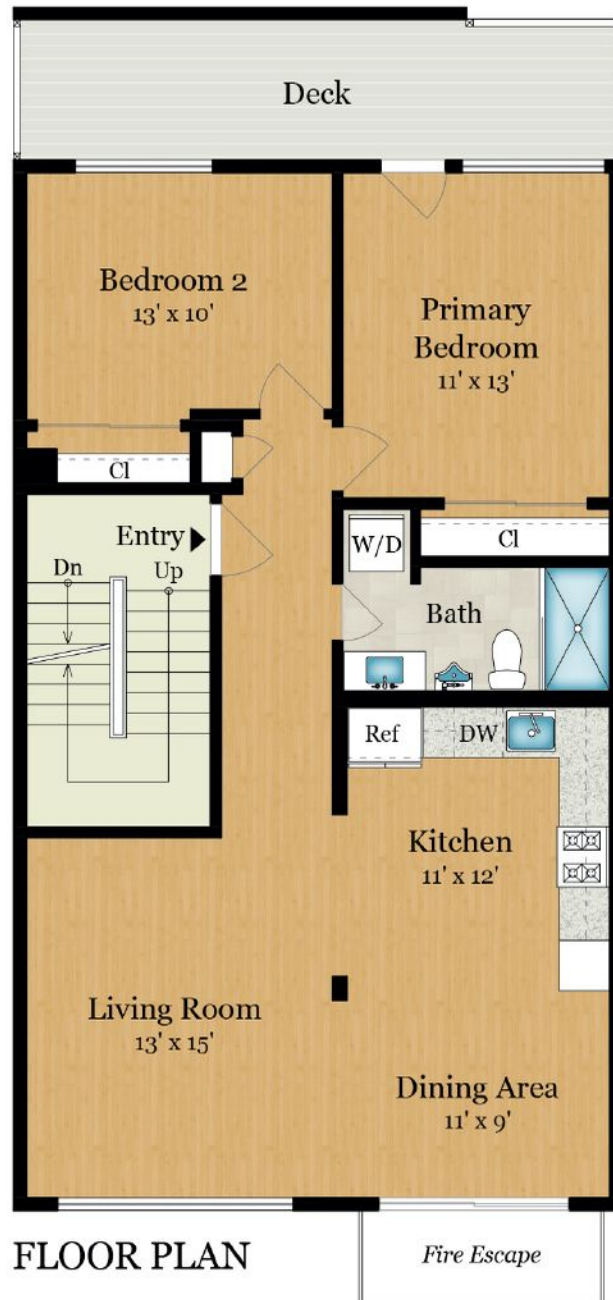 Deck
Bedroom 2
13' x 10'
Primary
Bedroom
11' x 13'
Cl
Entry
W/D
Cl
Dn
Up
Bath
Ref
DW
Kitchen
11' x 12'
Living Room
13' x 15'
Dining Area
11' x 9'
FLOOR PLAN
Fire Escape